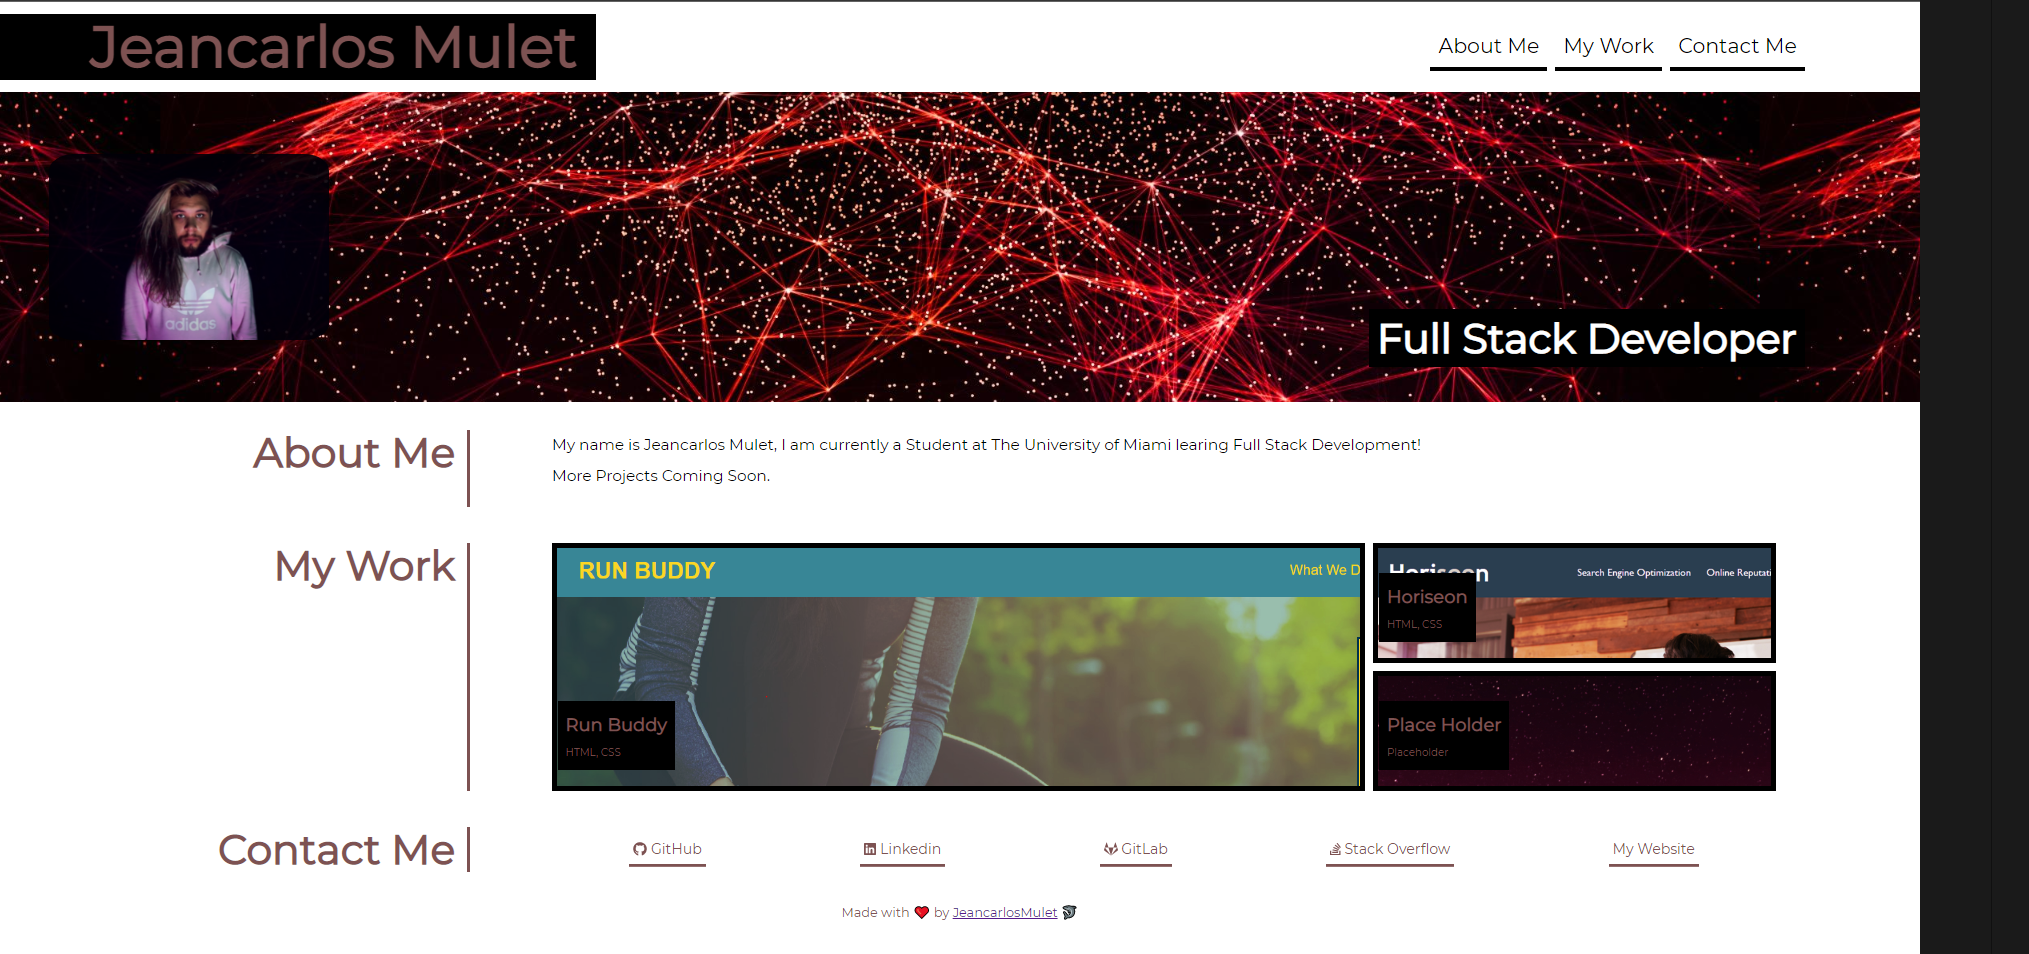 Jeancarlos Mulet
About Me My Work Contact Me
adidas
Full Stack Developer
About Me
My name is Jeancarlos Mulet, I am currently a Student at The University of Miami learing Full Stack Development!
More Projects Coming Soon.
My Work
RUN BUDDY
What We D
Run Buddy
HTML, CSS
Horiseon
Search Engine Optimization Online Reputati
Horiseon
HTML, CSS
Place Holder
Placeholder
Contact Me
GitHub Linkedin GitLab Stack Overflow My Website
Made with ❤️ by JeancarlosMulet